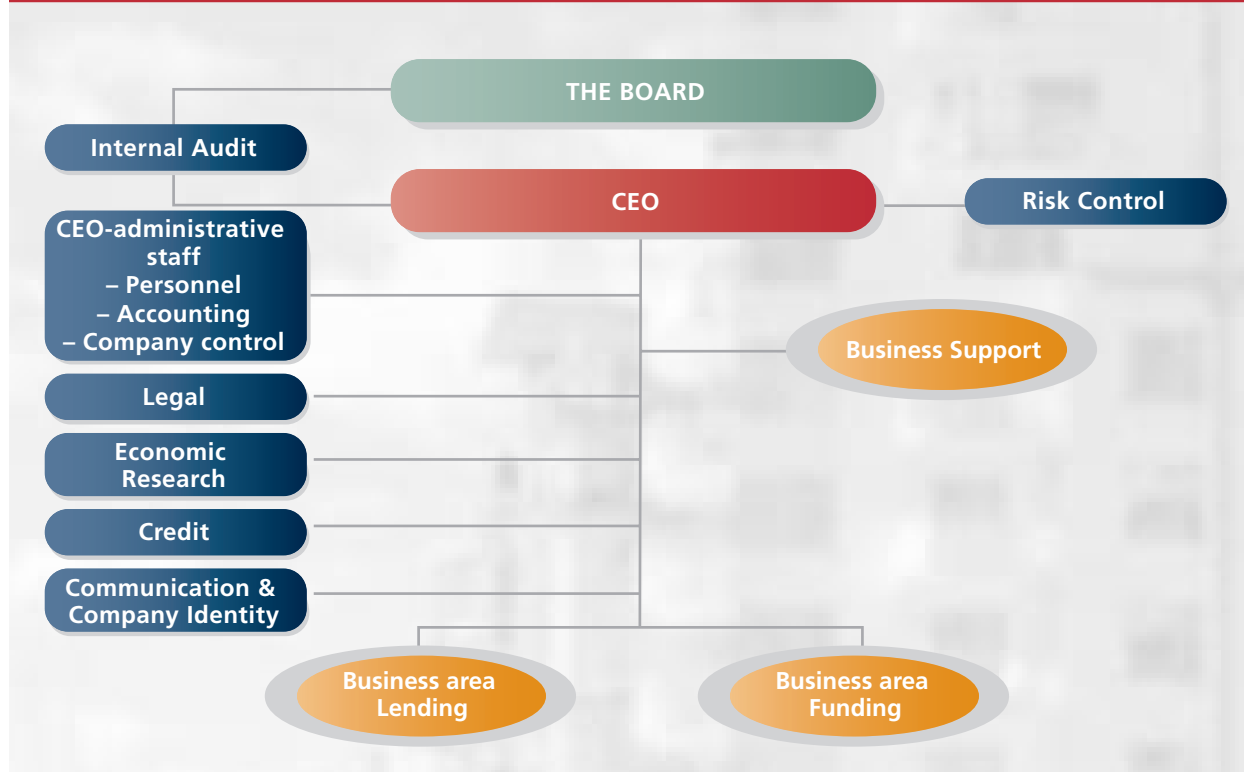 THE BOARD
Internal Audit
CEO
Risk Control
CEO-administrative
staff
– Personnel
– Accounting
– Company control
Business Support
Legal
Economic
Research
Credit
Communication &
Company Identity
Business area
Lending
Business area
Funding